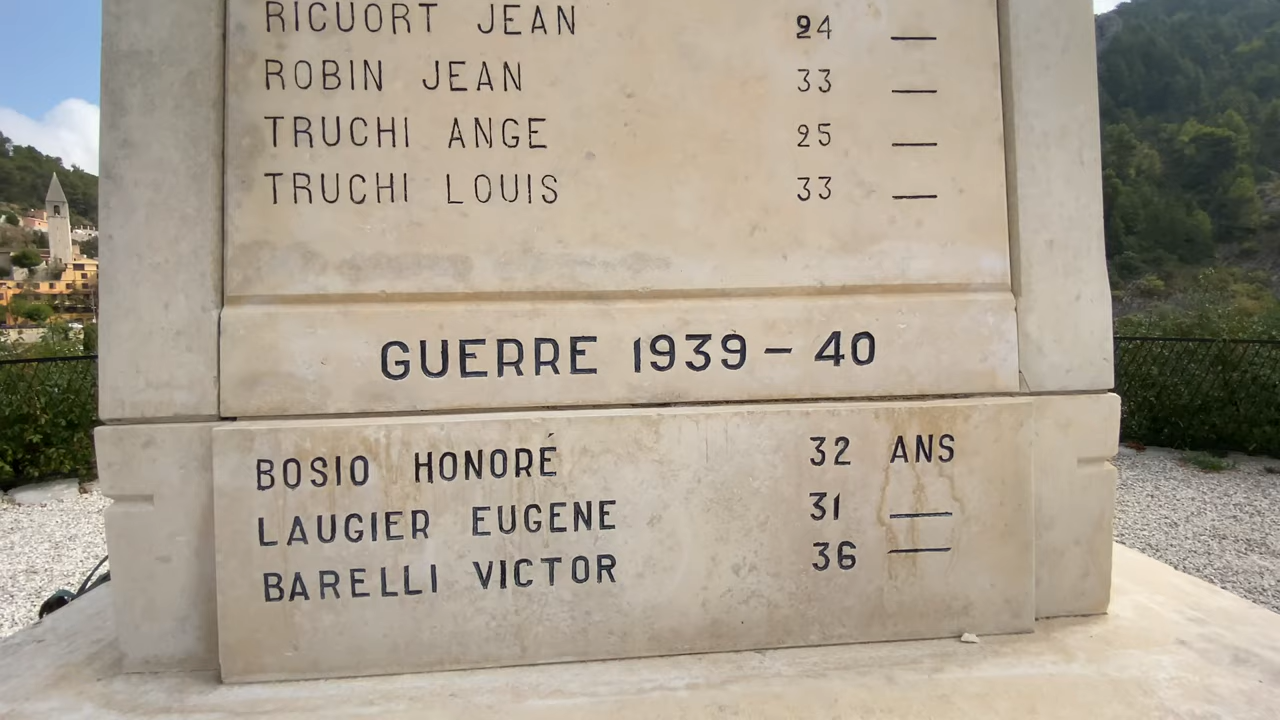 RICUORT JEAN 24 —
ROBIN JEAN 33 —
TRUCHI ANGE 25 —
TRUCHI LOUIS 33 —
GUERRE 1939 - 40
BOSIO HONORÉ 32 ANS
LAUGIER EUGENE 31 —
BARELLI VICTOR 36 —